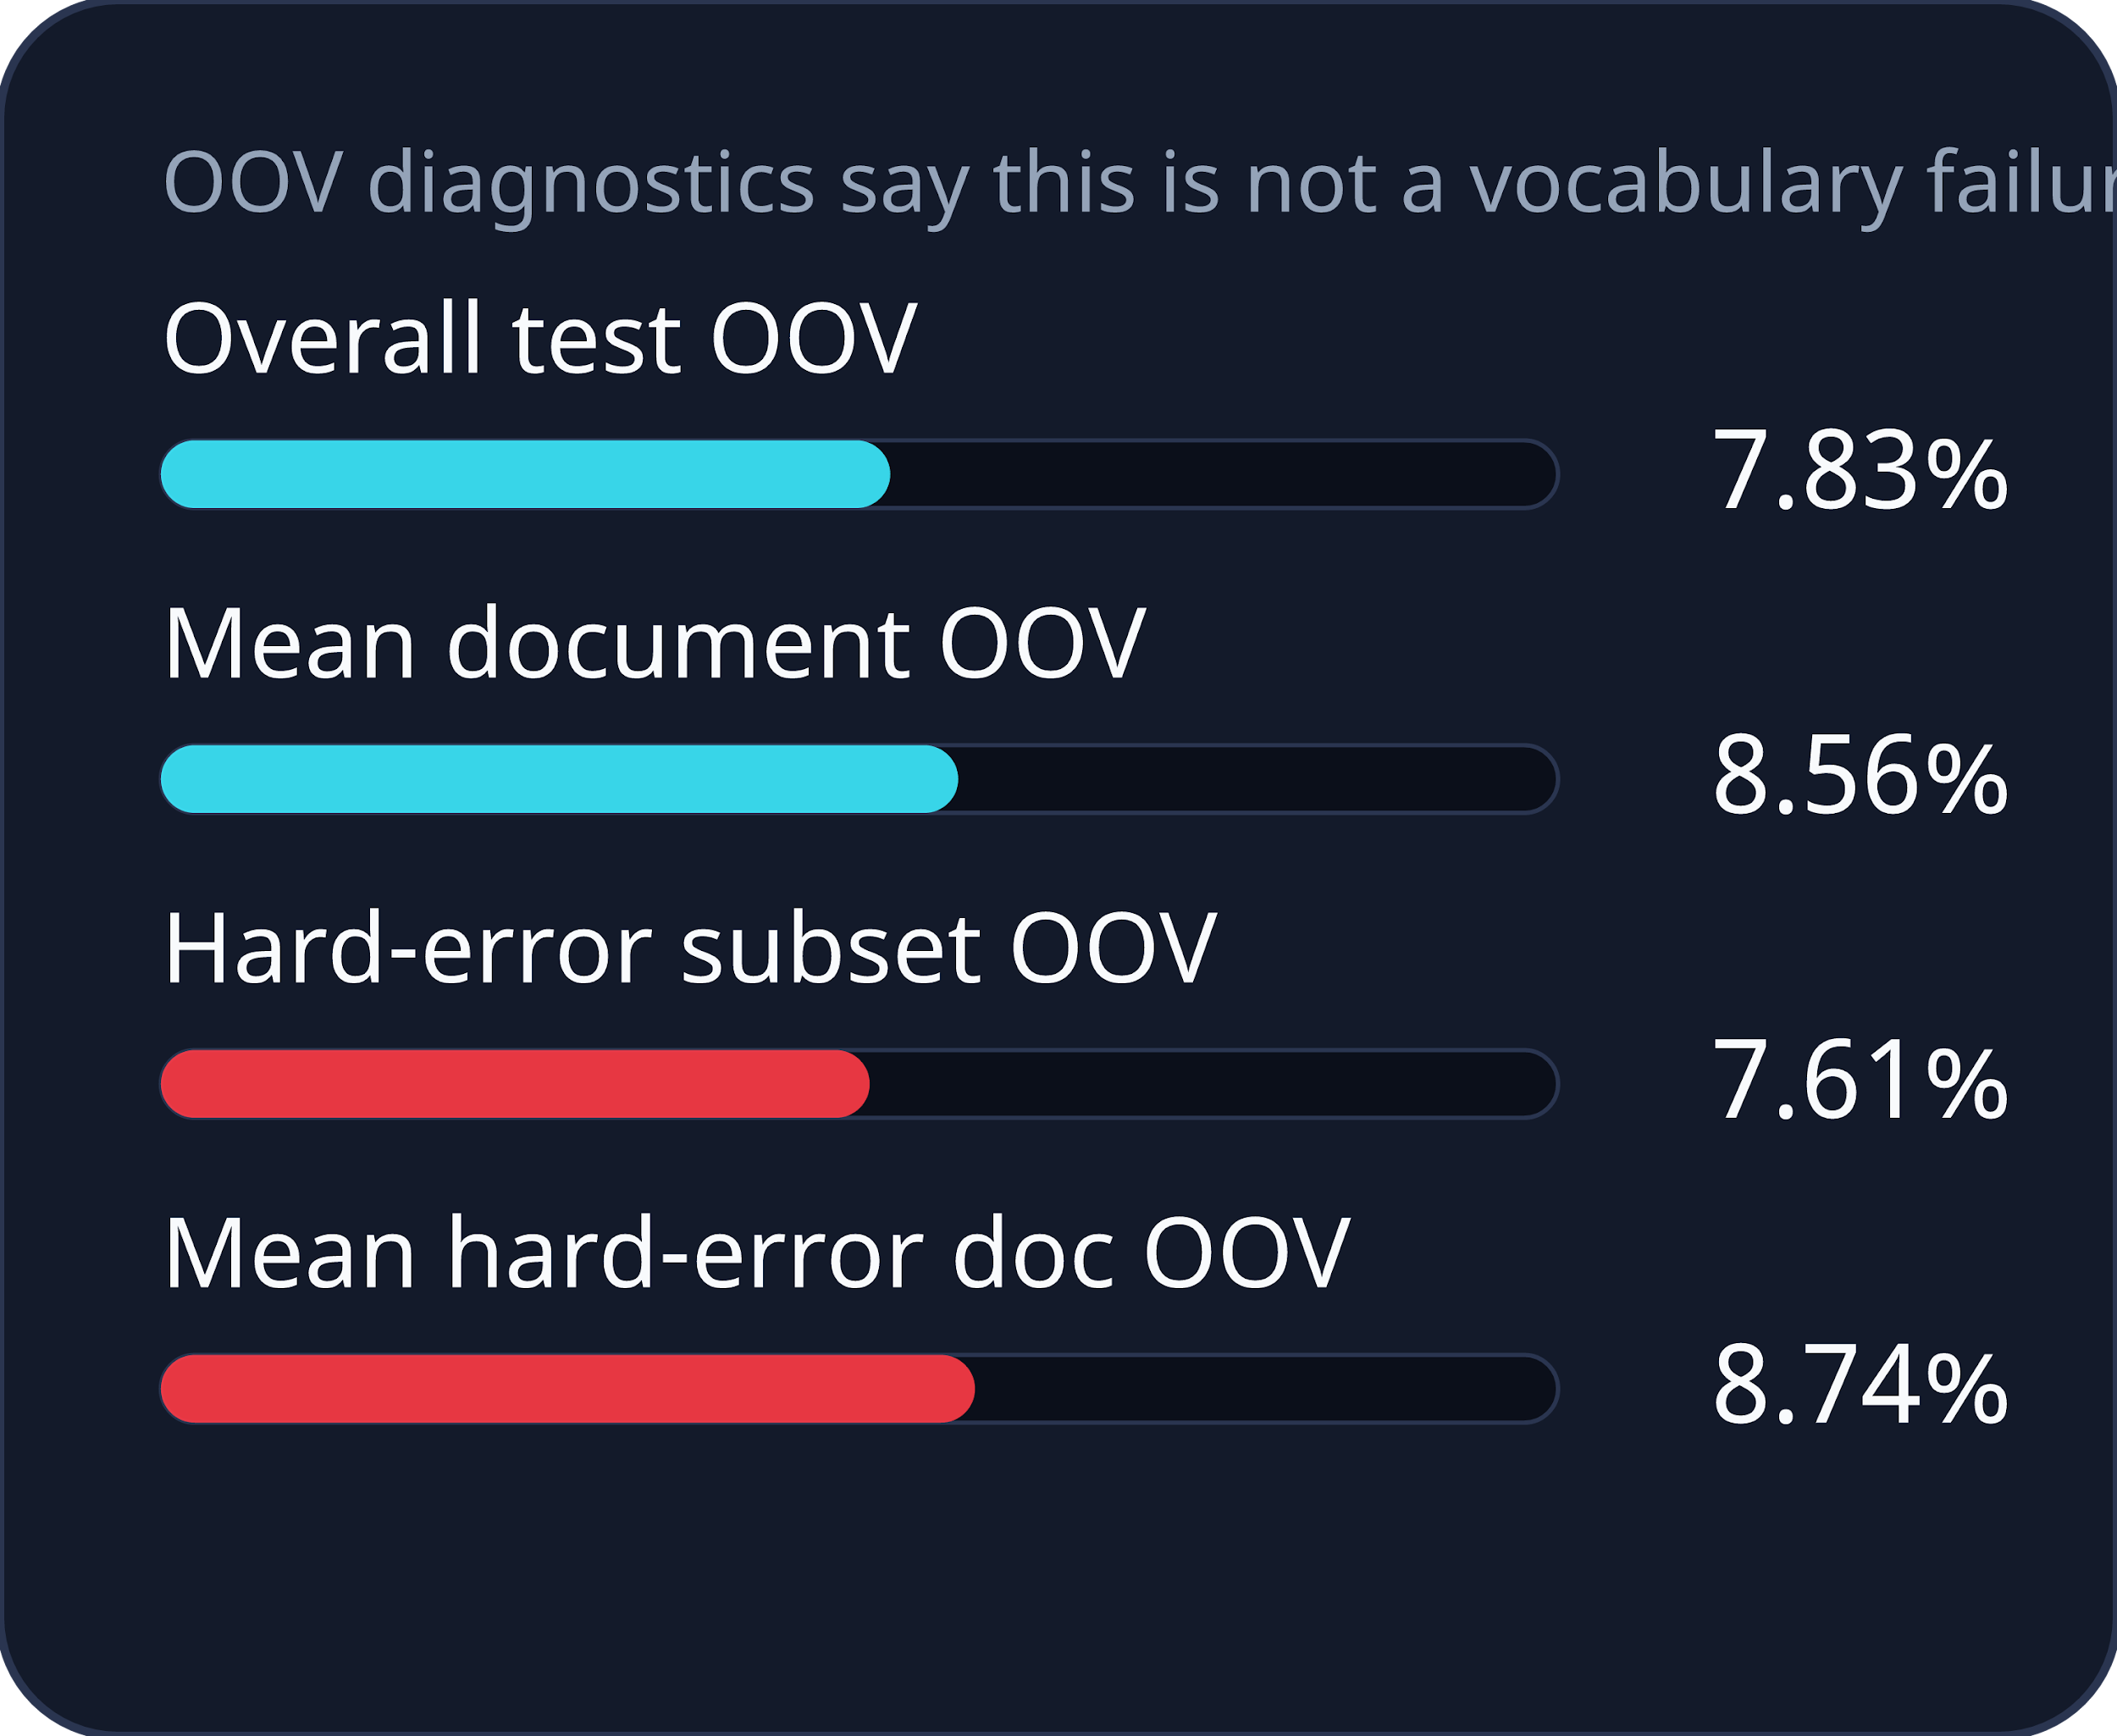 OOV diagnostics say this is not a vocabulary
Overall test OOV
7.83%
Mean document OOV
8.56%
Hard-error subset OOV
7.61%
Mean hard-error doc OOV
8.74%